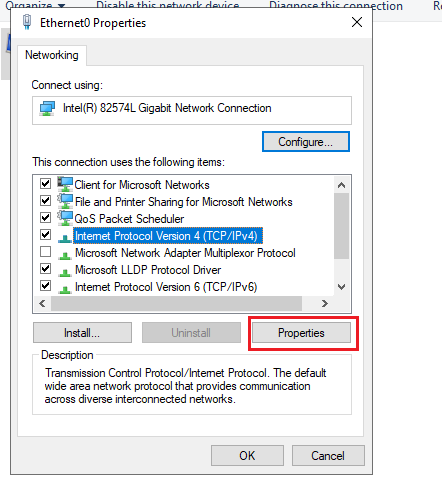 Organize Disable this network device Diagnose this connection
Ethernet0 Properties
Networking
Connect using:
Intel(R) 82574L Gigabit Network Connection
Configure...
This connection uses the following items:
Client for Microsoft Networks
File and Printer Sharing for Microsoft Networks
QoS Packet Scheduler
Internet Protocol Version 4 (TCP/IPv4)
Microsoft Network Adapter Multiplexor Protocol
Microsoft LLDP Protocol Driver
Internet Protocol Version 6 (TCP/IPv6)
Install... Uninstall Properties
Description
Transmission Control Protocol/Internet Protocol. The default
wide area network protocol that provides communication
across diverse interconnected networks.
OK Cancel